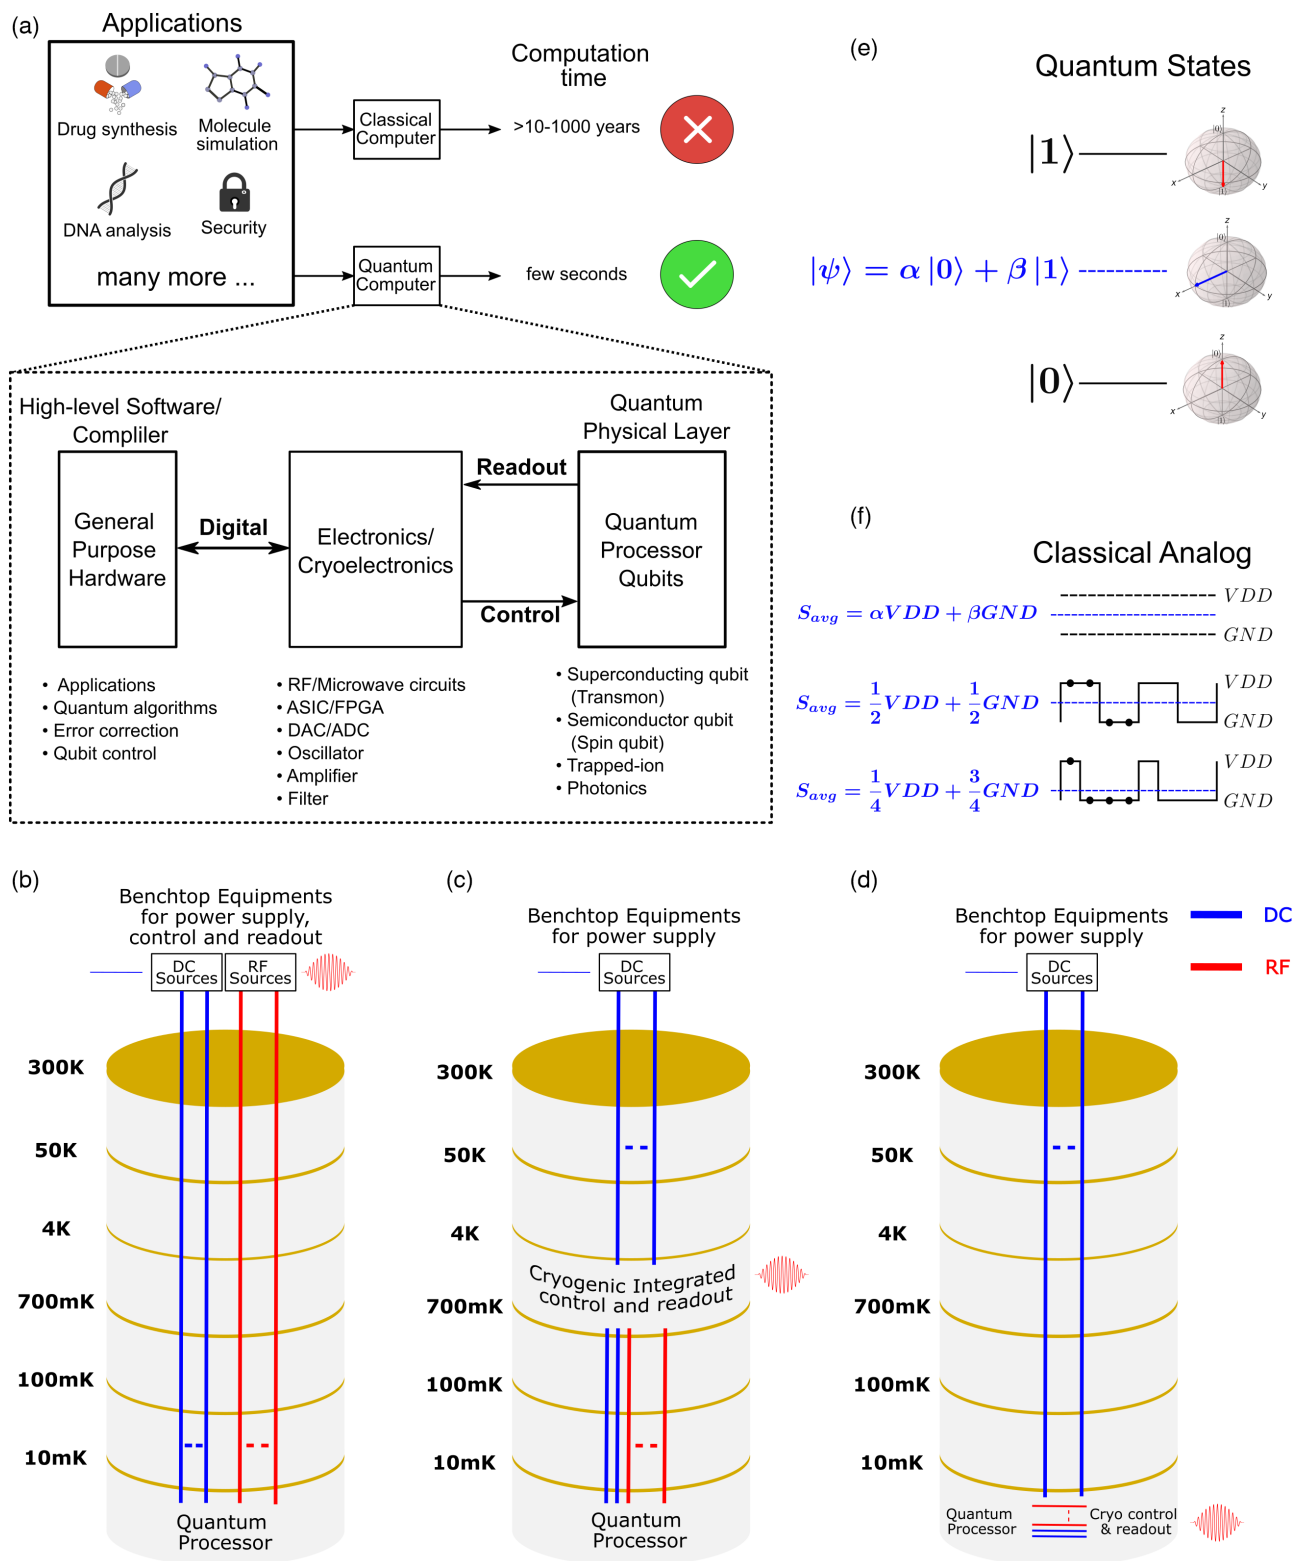 (a)
Applications
Drug synthesis
Molecule
simulation
DNA analysis
Security
many more ...
Classical
Computer
Quantum
Computer
Computation
time
>10-1000 years
few seconds
High-level Software/
Compliler
General
Purpose
Hardware
Digital
Electronics/
Cryoelectronics
Readout
Control
Quantum
Physical Layer
Quantum
Processor
Qubits
• Applications
• Quantum algorithms
• Error correction
• Qubit control
• RF/Microwave circuits
• ASIC/FPGA
• DAC/ADC
• Oscillator
• Amplifier
• Filter
• Superconducting qubit
(Transmon)
• Semiconductor qubit
(Spin qubit)
• Trapped-ion
• Photonics
(e)
Quantum States
|1⟩
z
|0⟩
x
y
|1⟩
|ψ⟩ = α|0⟩ + β|1⟩
z
|0⟩
x
y
|1⟩
|0⟩
z
|0⟩
x
y
|1⟩
(f)
Classical Analog
S_avg = αVDD + βGND
VDD
GND
S_avg = 1/2 VDD + 1/2 GND
VDD
GND
S_avg = 1/4 VDD + 3/4 GND
VDD
GND
(b)
Benchtop Equipments
for power supply,
control and readout
DC
Sources
RF
Sources
300K
50K
4K
700mK
100mK
10mK
Quantum
Processor
(c)
Benchtop Equipments
for power supply
DC
Sources
300K
50K
4K
Cryogenic Integrated
control and readout
700mK
100mK
10mK
Quantum
Processor
(d)
Benchtop Equipments
for power supply
DC
Sources
DC
RF
300K
50K
4K
700mK
100mK
10mK
Quantum
Processor
Cryo control
& readout